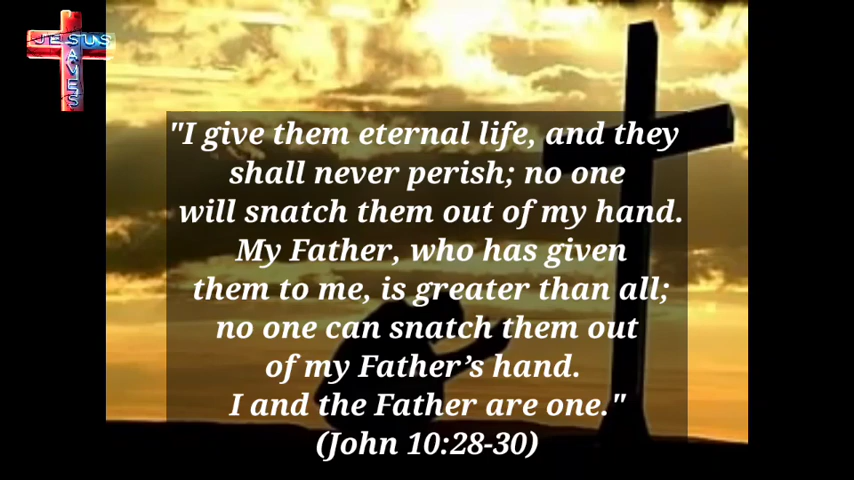 JESUS
SAVES
"I give them eternal life, and they
shall never perish; no one
will snatch them out of my hand.
My Father, who has given
them to me, is greater than all;
no one can snatch them out
of my Father’s hand.
I and the Father are one."
(John 10:28-30)